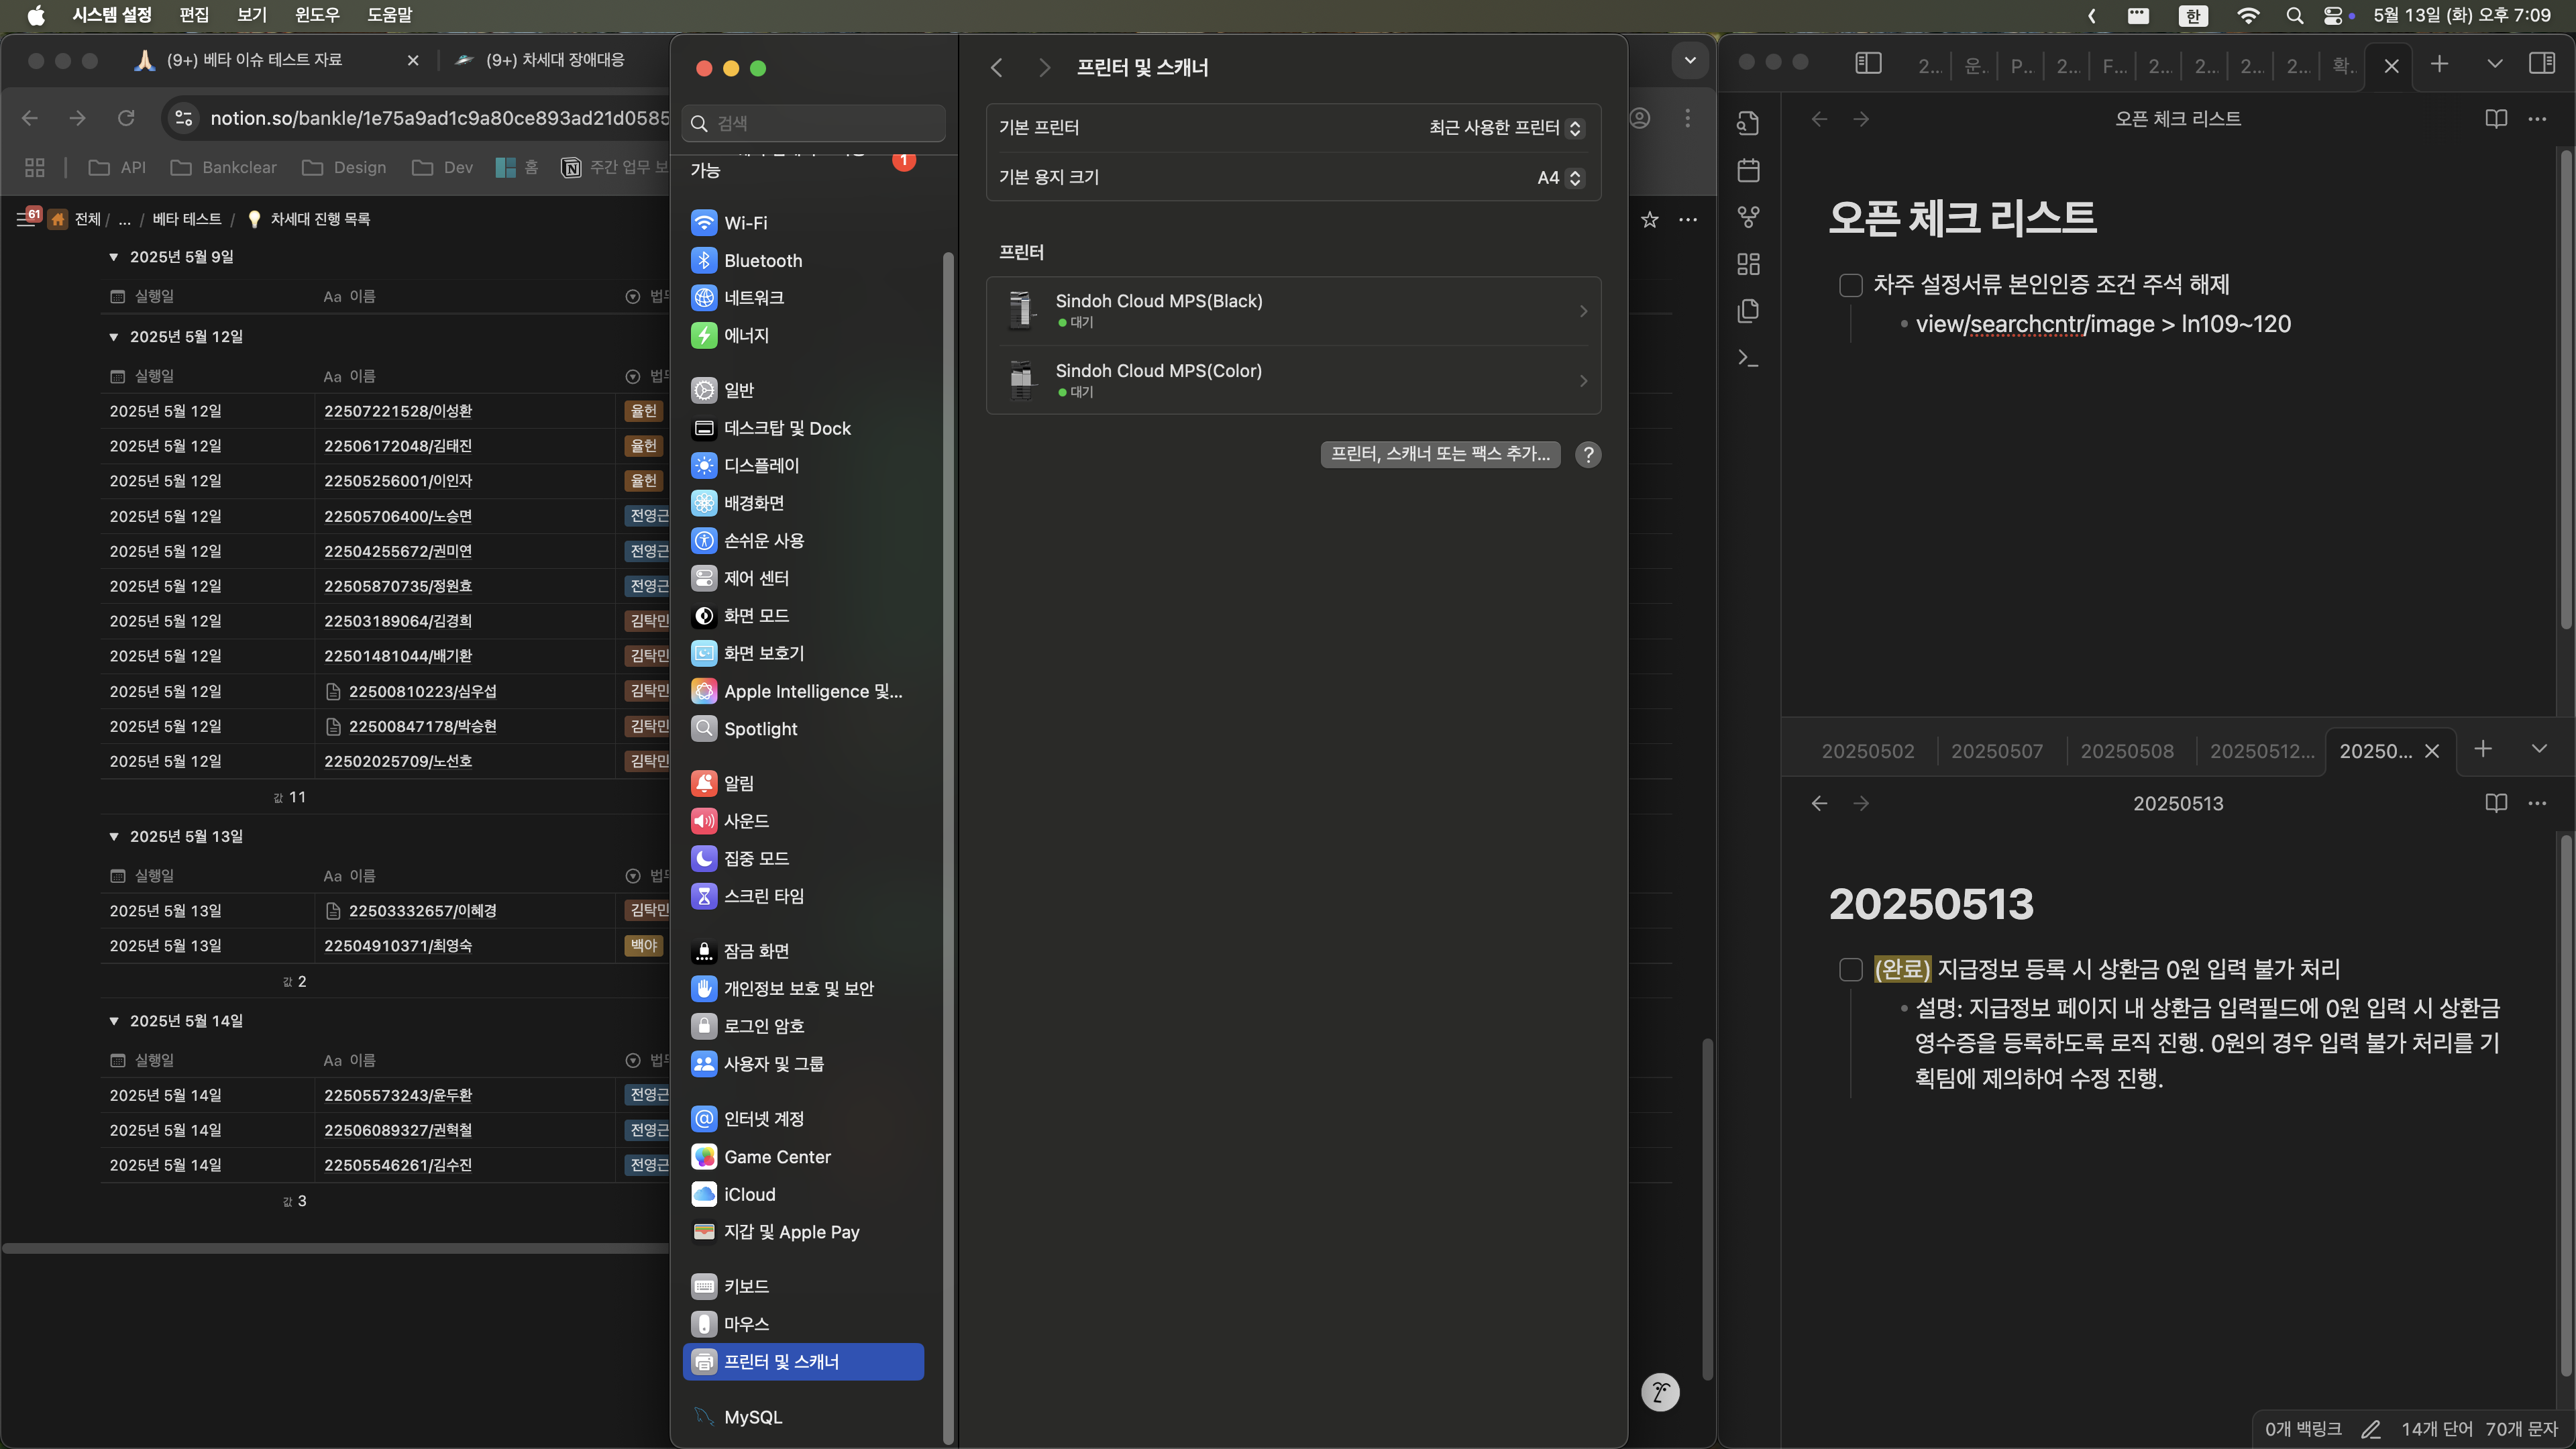 시스템 설정 편집 보기 윈도우 도움말
한 5월 13일 (화) 오후 7:09
(9+) 베타 이슈 테스트 자료
(9+) 차세대 장애대응
notion.so/bankle/1e75a9ad1c9a80ce893ad21d0585
API Bankclear Design Dev 홈 주간 업무 보
61 전체 / ... / 베타 테스트 / 차세대 진행 목록
2025년 5월 9일
실행일 Aa 이름
2025년 5월 12일
실행일 Aa 이름
2025년 5월 12일 22507221528/이성환 율헌
2025년 5월 12일 22506172048/김태진 율헌
2025년 5월 12일 22505256001/이인자 율헌
2025년 5월 12일 22505706400/노승면 전영근
2025년 5월 12일 22504255672/권미연 전영근
2025년 5월 12일 22505870735/정원효 전영근
2025년 5월 12일 22503189064/김경희 김탁민
2025년 5월 12일 22501481044/배기환 김탁민
2025년 5월 12일 22500810223/심우섭 김탁민
2025년 5월 12일 22500847178/박승현 김탁민
2025년 5월 12일 22502025709/노선호 김탁민
값 11
2025년 5월 13일
실행일 Aa 이름
2025년 5월 13일 22503332657/이혜경 김탁민
2025년 5월 13일 22504910371/최영숙 백야
값 2
2025년 5월 14일
실행일 Aa 이름
2025년 5월 14일 22505573243/윤두환 전영근
2025년 5월 14일 22506089327/권혁철 전영근
2025년 5월 14일 22505546261/김수진 전영근
값 3
검색
가능
1
Wi-Fi
Bluetooth
네트워크
에너지
일반
데스크탑 및 Dock
디스플레이
배경화면
손쉬운 사용
제어 센터
화면 모드
화면 보호기
Apple Intelligence 및...
Spotlight
알림
사운드
집중 모드
스크린 타임
잠금 화면
개인정보 보호 및 보안
로그인 암호
사용자 및 그룹
인터넷 계정
Game Center
iCloud
지갑 및 Apple Pay
키보드
마우스
프린터 및 스캐너
MySQL
프린터 및 스캐너
기본 프린터 최근 사용한 프린터
기본 용지 크기 A4
프린터
Sindoh Cloud MPS(Black)
대기
Sindoh Cloud MPS(Color)
대기
프린터, 스캐너 또는 팩스 추가... ?
2... 운.. P... 2... F... 2... 2... 2... 2... 확..
오픈 체크 리스트
오픈 체크 리스트
차주 설정서류 본인인증 조건 주석 해제
view/searchcntr/image > ln109~120
20250502 20250507 20250508 20250512... 20250...
20250513
20250513
(완료) 지급정보 등록 시 상환금 0원 입력 불가 처리
설명: 지급정보 페이지 내 상환금 입력필드에 0원 입력 시 상환금
영수증을 등록하도록 로직 진행. 0원의 경우 입력 불가 처리를 기
획팀에 제의하여 수정 진행.
0개 백링크 14개 단어 70개 문자